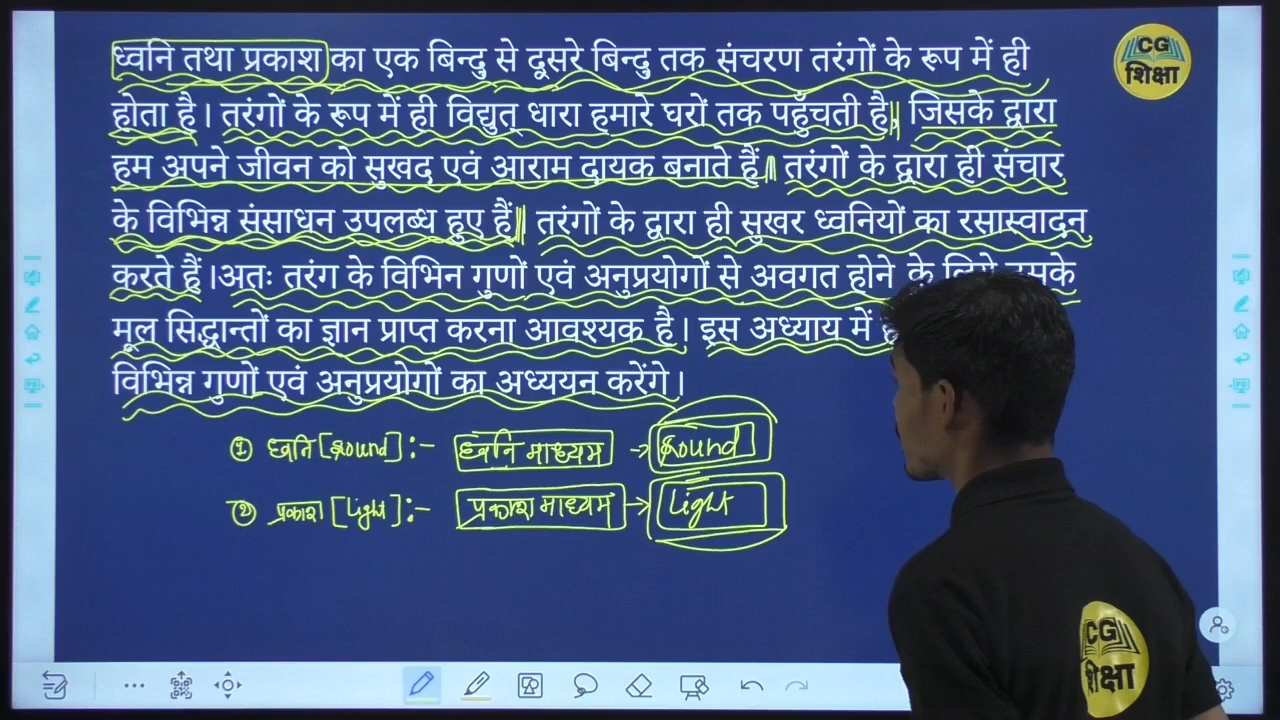 ध्वनि तथा प्रकाश का एक बिन्दु से दूसरे बिन्दु तक संचरण तरंगों के रूप में ही
होता है। तरंगों के रूप में ही विद्युत् धारा हमारे घरों तक पहुँचती है, जिसके द्वारा
हम अपने जीवन को सुखद एवं आराम दायक बनाते हैं। तरंगों के द्वारा ही संचार
के विभिन्न संसाधन उपलब्ध हुए हैं। तरंगों के द्वारा ही सुखर ध्वनियों का रसास्वादन
करते हैं।अतः तरंग के विभिन गुणों एवं अनुप्रयोगों से अवगत होने के
मूल सिद्धान्तों का ज्ञान प्राप्त करना आवश्यक है। इस अध्याय में
विभिन्न गुणों एवं अनुप्रयोगों का अध्ययन करेंगे।
① ध्वनि [Sound] :- ध्वनि माध्यम → Sound
② प्रकाश [Light] :- प्रकाश माध्यम → Light
CG
शिक्षा
CG
शिक्षा